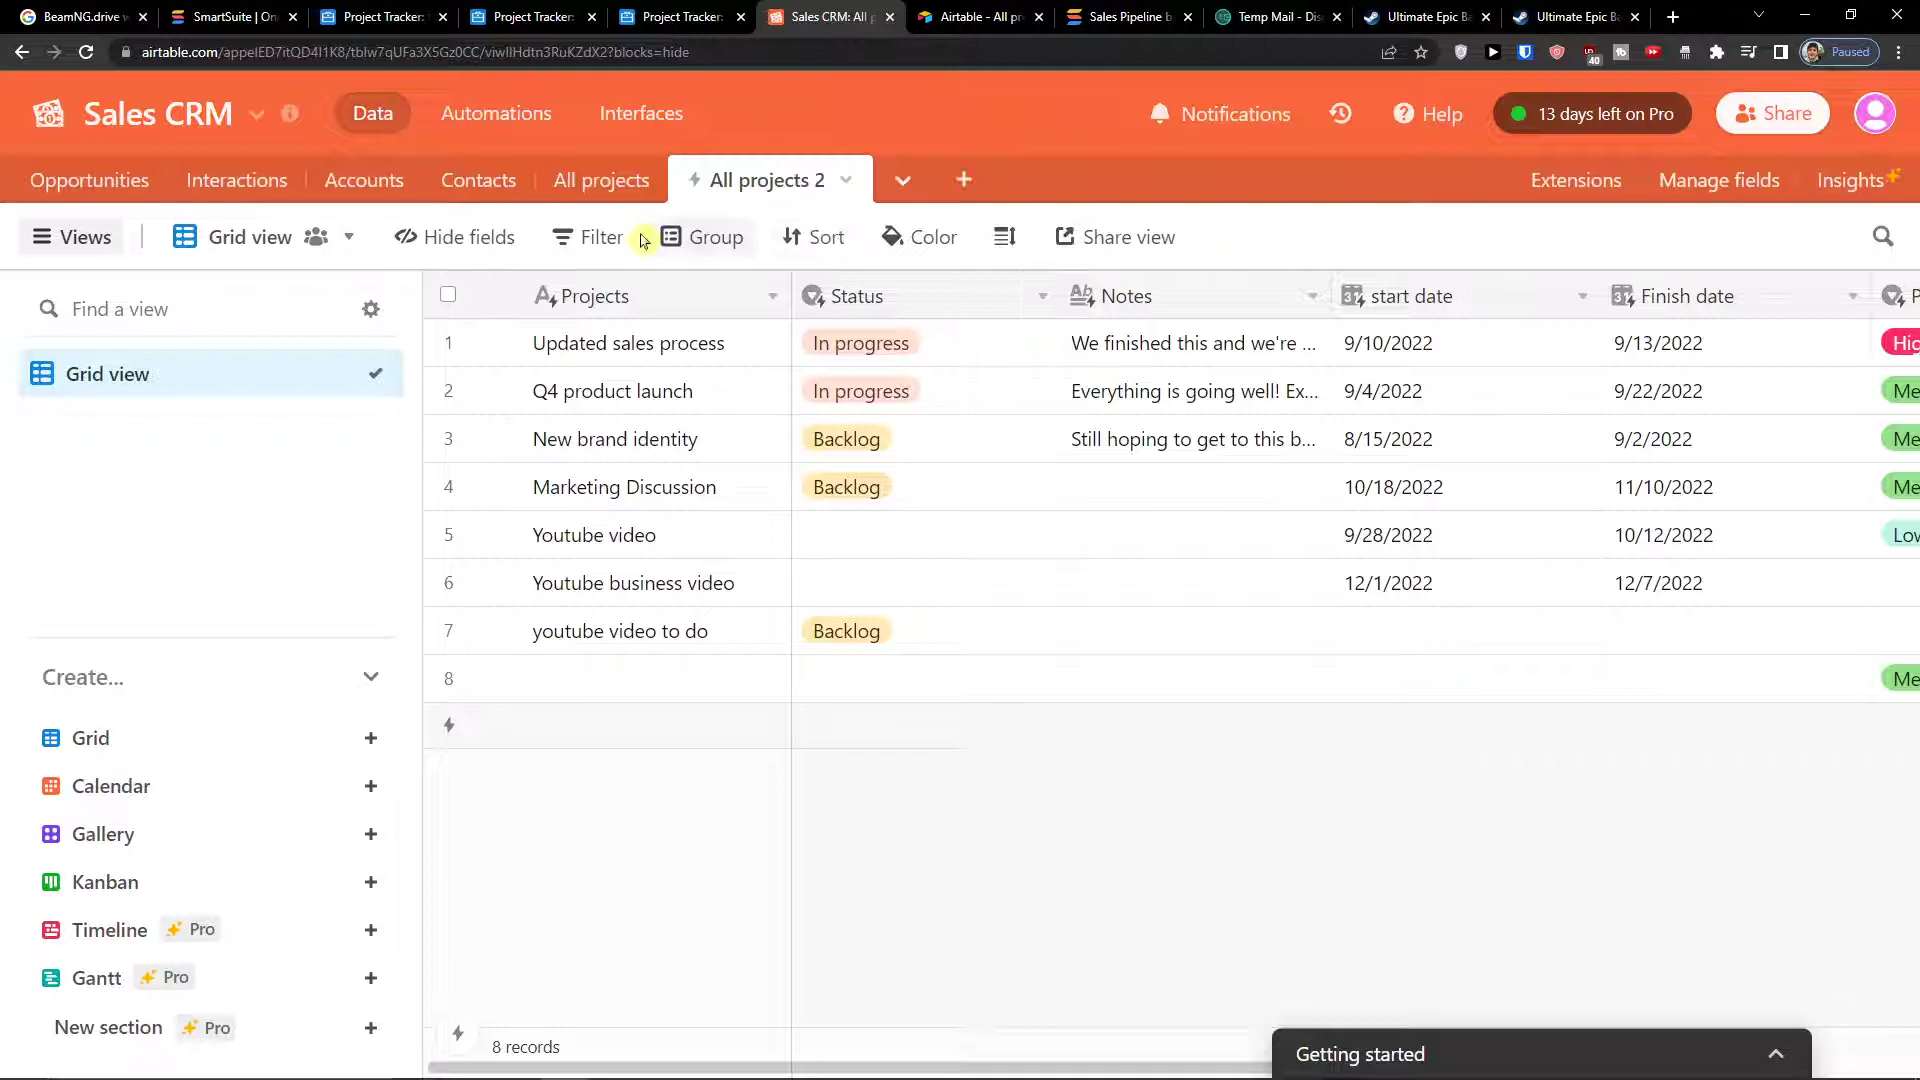 BeamNG.drive w
SmartSuite | On
Project Tracker:
Project Tracker:
Project Tracker:
Sales CRM: All p
Airtable - All pr
Sales Pipeline b
Temp Mail - Dis
Ultimate Epic Ba
Ultimate Epic Ba
airtable.com/appelED7itQD4I1K8/tblw7qUFa3X5Gz0CC/viwIlHdtn3RuKZdX2?blocks=hide
40
Paused
Sales CRM
Data
Automations
Interfaces
Notifications
Help
13 days left on Pro
Share
Opportunities
Interactions
Accounts
Contacts
All projects
All projects 2
Extensions
Manage fields
Insights
Views
Grid view
Hide fields
Filter
Group
Sort
Color
Share view
Find a view
Grid view
Projects
Status
Notes
start date
Finish date
P
1 Updated sales process In progress We finished this and we're ... 9/10/2022 9/13/2022 Hig
2 Q4 product launch In progress Everything is going well! Ex... 9/4/2022 9/22/2022 Me
3 New brand identity Backlog Still hoping to get to this b... 8/15/2022 9/2/2022 Me
4 Marketing Discussion Backlog 10/18/2022 11/10/2022 Me
5 Youtube video 9/28/2022 10/12/2022 Low
6 Youtube business video 12/1/2022 12/7/2022
7 youtube video to do Backlog
8 Me
Create...
Grid
Calendar
Gallery
Kanban
Timeline Pro
Gantt Pro
New section Pro
8 records
Getting started